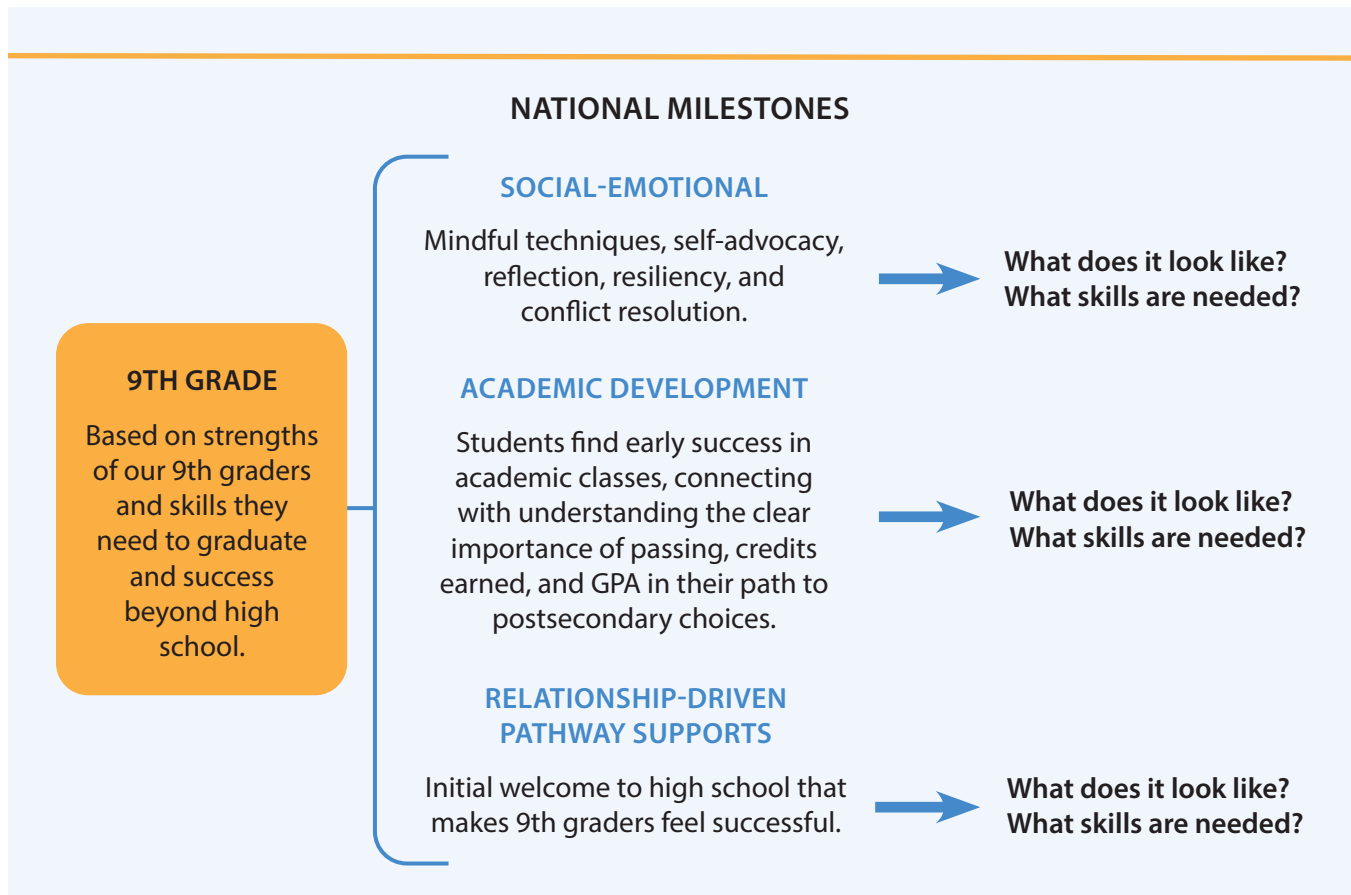 NATIONAL MILESTONES
9TH GRADE
Based on strengths
of our 9th graders
and skills they
need to graduate
and success
beyond high
school.
SOCIAL-EMOTIONAL
Mindful techniques, self-advocacy,
reflection, resiliency, and
conflict resolution.
What does it look like?
What skills are needed?
ACADEMIC DEVELOPMENT
Students find early success in
academic classes, connecting
with understanding the clear
importance of passing, credits
earned, and GPA in their path to
postsecondary choices.
What does it look like?
What skills are needed?
RELATIONSHIP-DRIVEN
PATHWAY SUPPORTS
Initial welcome to high school that
makes 9th graders feel successful.
What does it look like?
What skills are needed?